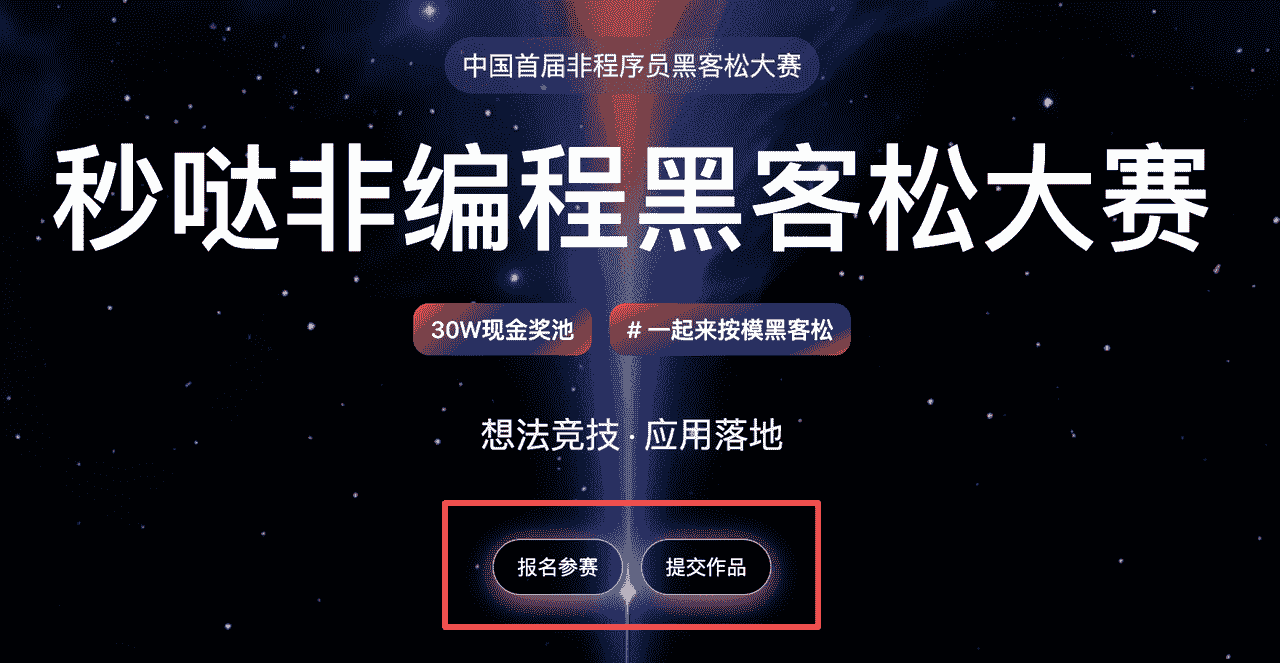 中国首届非程序员黑客松大赛
秒哒非编程黑客松大赛
30W现金奖池
# 一起来按模黑客松
想法竞技 · 应用落地
报名参赛
提交作品